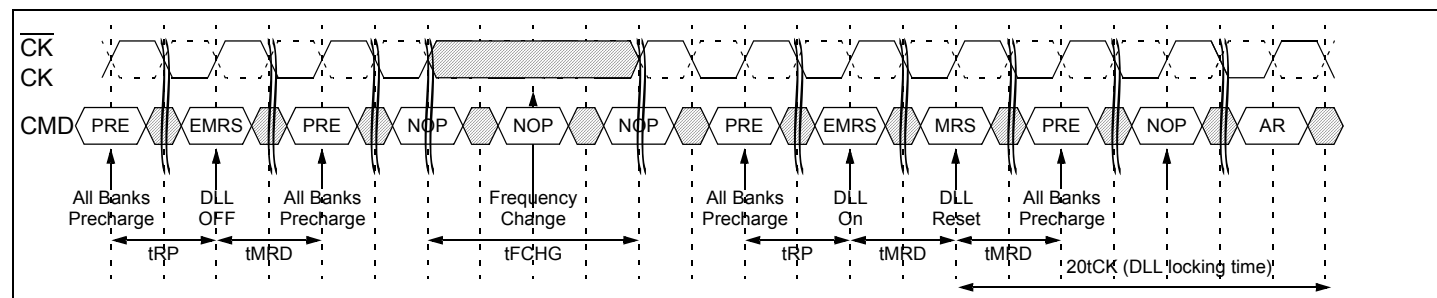 CK
CK
CMD PRE EMRS PRE NOP NOP NOP PRE EMRS MRS PRE NOP AR
All Banks Precharge
DLL OFF
All Banks Precharge
Frequency Change
All Banks Precharge
DLL On
DLL Reset
All Banks Precharge
tRP tMRD tFCHG tRP tMRD tMRD
20tCK (DLL locking time)